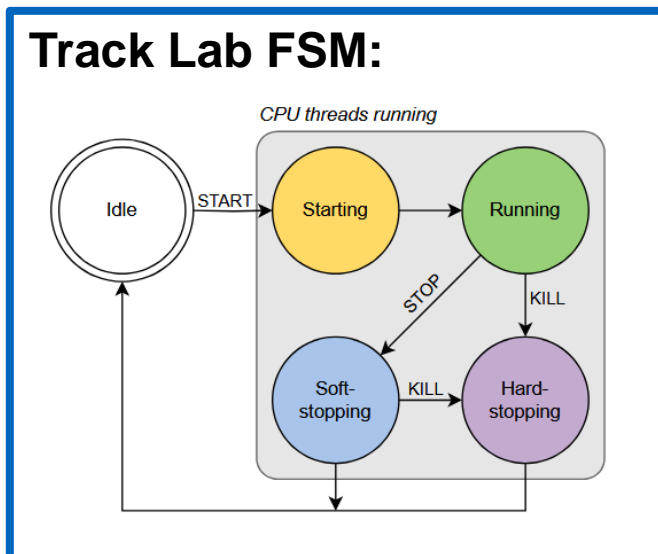 Track Lab FSM:
CPU threads running
Idle
START
Starting
Running
STOP
KILL
Soft-
stopping
KILL
Hard-
stopping